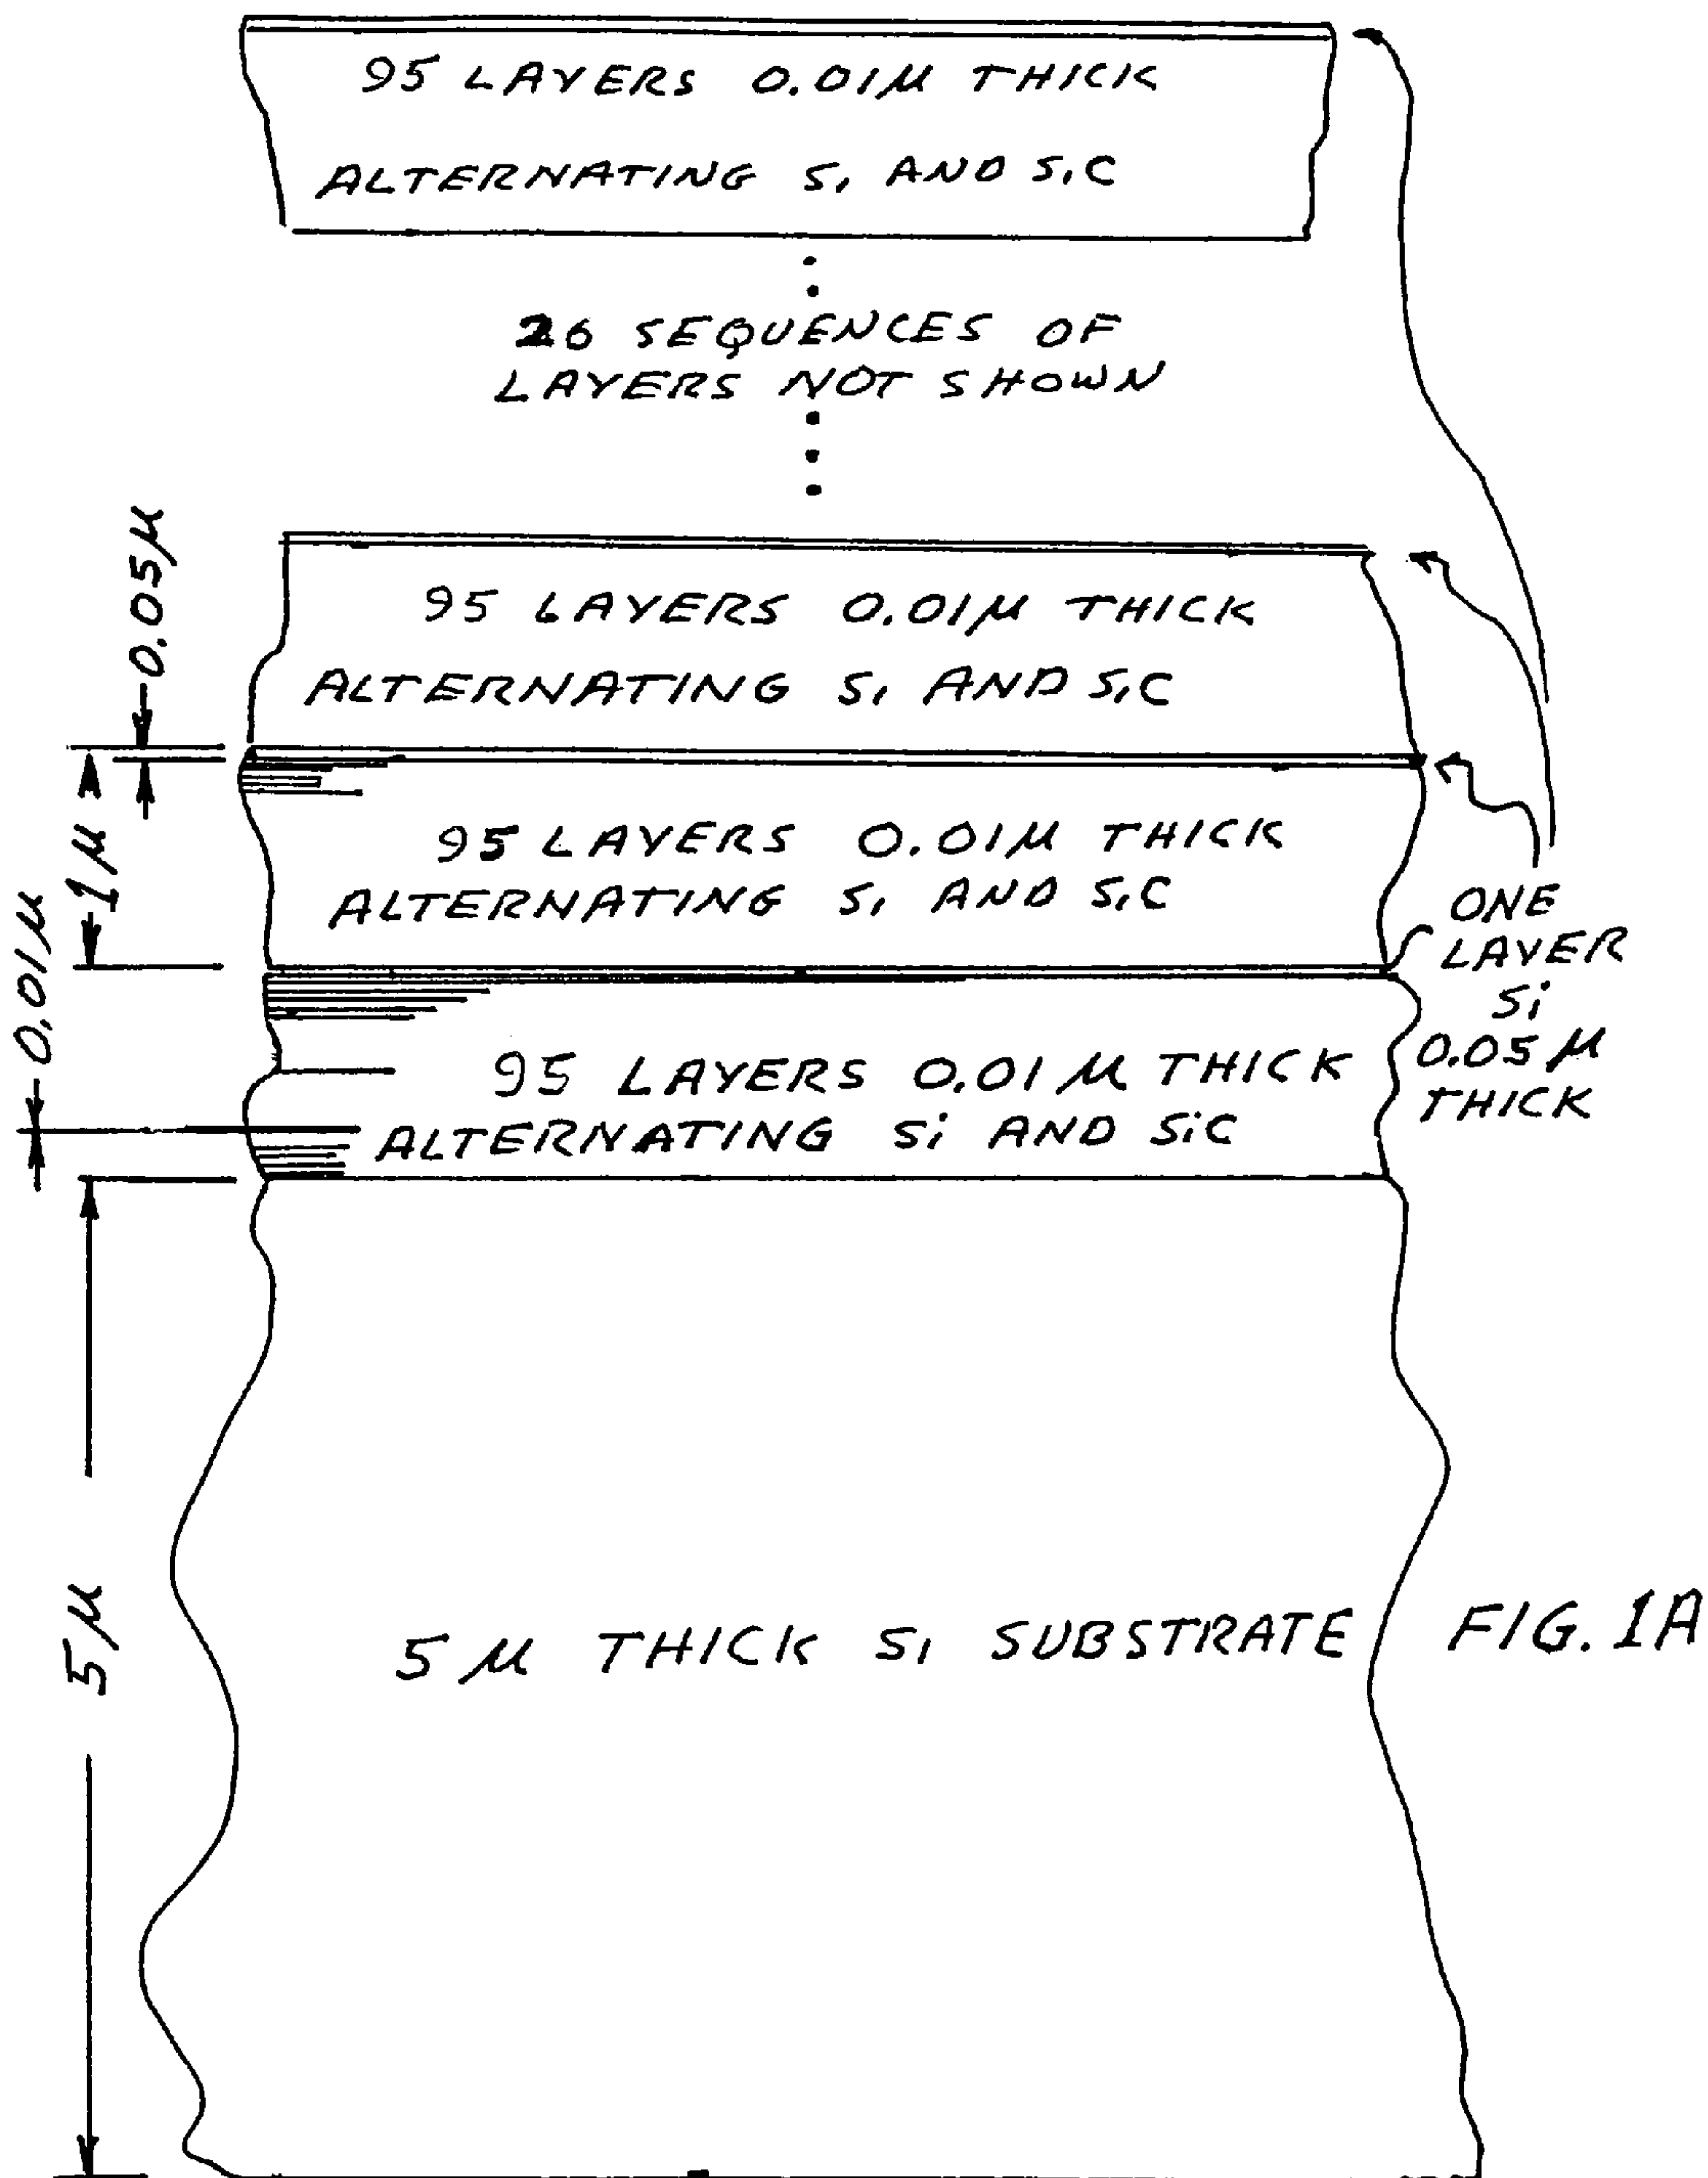 95 LAYERS 0.01µ THICK
ALTERNATING Si AND SiC
26 SEQUENCES OF
LAYERS NOT SHOWN
0.05µ
95 LAYERS 0.01µ THICK
ALTERNATING Si AND SiC
1µ
95 LAYERS 0.01µ THICK
ALTERNATING Si AND SiC
ONE
LAYER
Si
0.05µ
THICK
0.01µ
95 LAYERS 0.01µ THICK
ALTERNATING Si AND SiC
5µ
5µ THICK Si SUBSTRATE
FIG. 1A